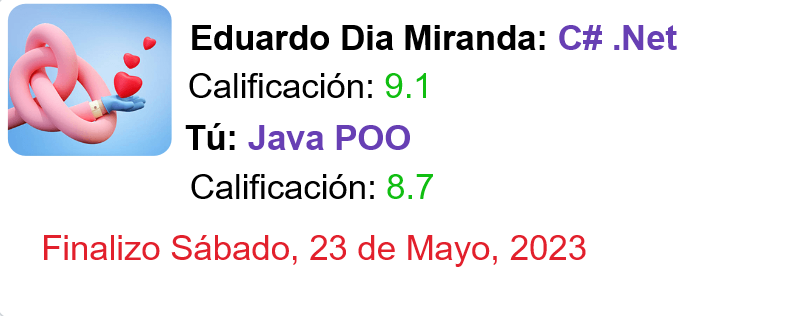 Eduardo Dia Miranda: C# .Net
Calificación: 9.1
Tú: Java POO
Calificación: 8.7
Finalizo Sábado, 23 de Mayo, 2023